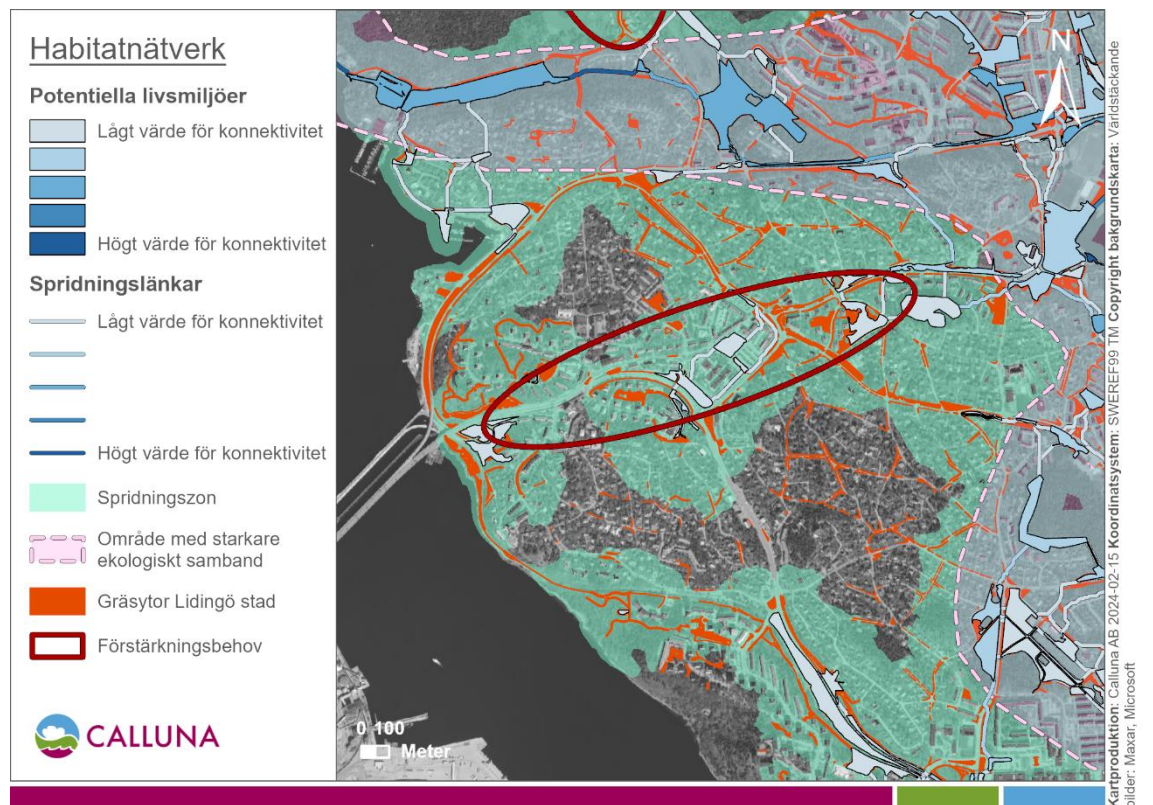 Habitatnätverk
Potentiella livsmiljöer
Lågt värde för konnektivitet
Högt värde för konnektivitet
Spridningslänkar
Lågt värde för konnektivitet
Högt värde för konnektivitet
Spridningszon
Område med starkare
ekologiskt samband
Gräsytor Lidingö stad
Förstärkningsbehov
CALLUNA
N
0 100
Meter
Kartproduktion: Calluna AB 2024-02-15 Koordinatsystem: SWEREF99 TM Copyright bakgrundskarta: Världstäckande
bilder: Maxar, Microsoft